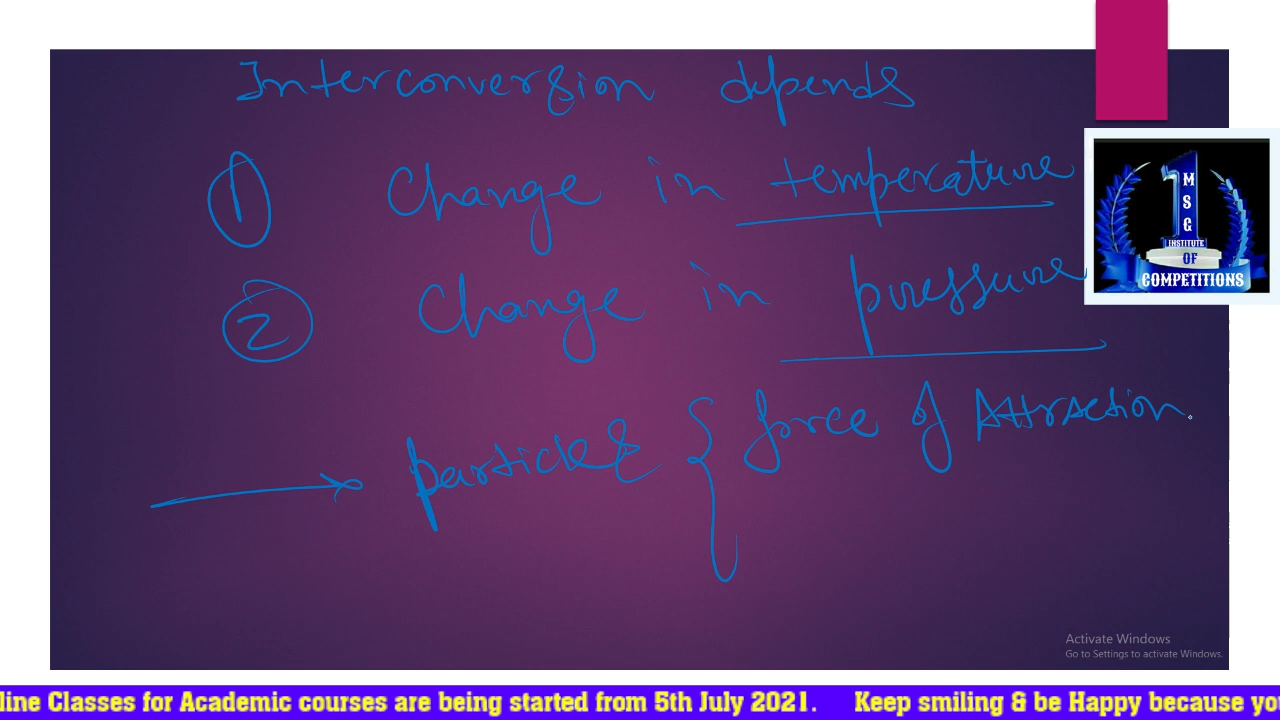 Interconversion depends
1 Change in temperature
2 Change in pressure
→ particles { force of Attraction
1
M
S
G
INSTITUTE
OF
COMPETITIONS
Activate Windows
Go to Settings to activate Windows.
line Classes for Academic courses are being started from 5th July 2021. Keep smiling & be Happy because yo